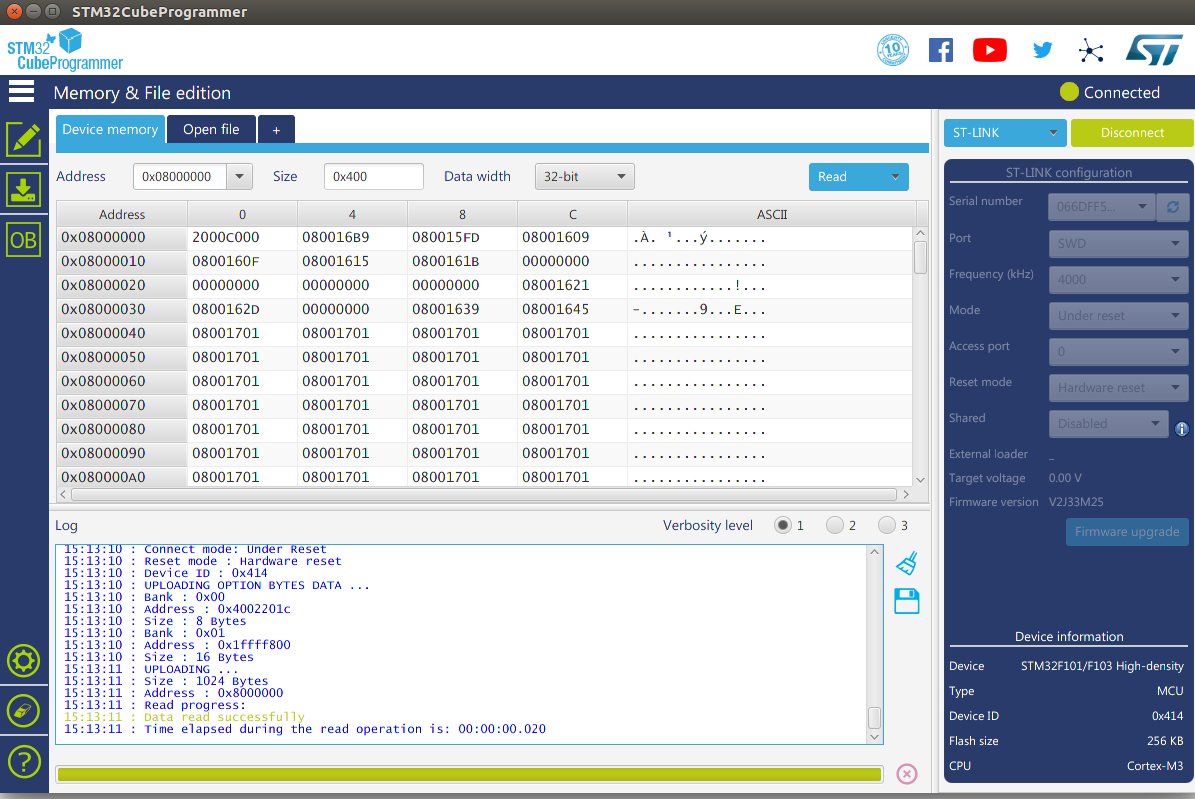 STM32CubeProgrammer
STM32
CubeProgrammer
10 YEARS
ST
Memory & File edition
Connected
Device memory Open file +
ST-LINK Disconnect
Address 0x08000000 Size 0x400 Data width 32-bit Read
Address 0 4 8 C ASCII
0x08000000 2000C000 080016B9 080015FD 08001609 .À. ¹...ý.......
0x08000010 0800160F 08001615 0800161B 00000000 ................
0x08000020 00000000 00000000 00000000 08001621 ............!...
0x08000030 0800162D 00000000 08001639 08001645 -.......9...E...
0x08000040 08001701 08001701 08001701 08001701 ................
0x08000050 08001701 08001701 08001701 08001701 ................
0x08000060 08001701 08001701 08001701 08001701 ................
0x08000070 08001701 08001701 08001701 08001701 ................
0x08000080 08001701 08001701 08001701 08001701 ................
0x08000090 08001701 08001701 08001701 08001701 ................
0x080000A0 08001701 08001701 08001701 08001701 ................
Log
Verbosity level 1 2 3
15:13:10 : Connect mode: Under Reset
15:13:10 : Reset mode : Hardware reset
15:13:10 : Device ID : 0x414
15:13:10 : UPLOADING OPTION BYTES DATA ...
15:13:10 : Bank : 0x00
15:13:10 : Address : 0x4002201c
15:13:10 : Size : 8 Bytes
15:13:10 : Bank : 0x01
15:13:10 : Address : 0x1ffff800
15:13:10 : Size : 16 Bytes
15:13:11 : UPLOADING ...
15:13:11 : Size : 1024 Bytes
15:13:11 : Address : 0x8000000
15:13:11 : Read progress:
15:13:11 : Data read successfully
15:13:11 : Time elapsed during the read operation is: 00:00:00.020
ST-LINK configuration
Serial number 066DFF5...
Port SWD
Frequency (kHz) 4000
Mode Under reset
Access port 0
Reset mode Hardware reset
Shared Disabled
External loader _
Target voltage 0.00 V
Firmware version V2J33M25
Firmware upgrade
Device information
Device STM32F101/F103 High-density
Type MCU
Device ID 0x414
Flash size 256 KB
CPU Cortex-M3
OB
?